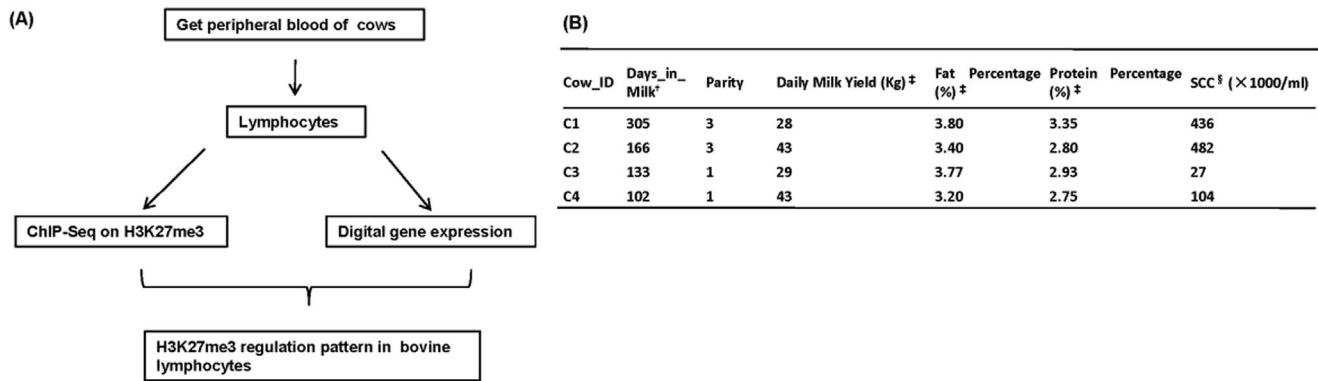 (A)
Get peripheral blood of cows
Lymphocytes
ChIP-Seq on H3K27me3
Digital gene expression
H3K27me3 regulation pattern in bovine
lymphocytes
(B)
Cow_ID Days_in_ Milk† Parity Daily Milk Yield (Kg) ‡ Fat Percentage (%) ‡ Protein Percentage (%) ‡ SCC § (×1000/ml)
C1 305 3 28 3.80 3.35 436
C2 166 3 43 3.40 2.80 482
C3 133 1 29 3.77 2.93 27
C4 102 1 43 3.20 2.75 104